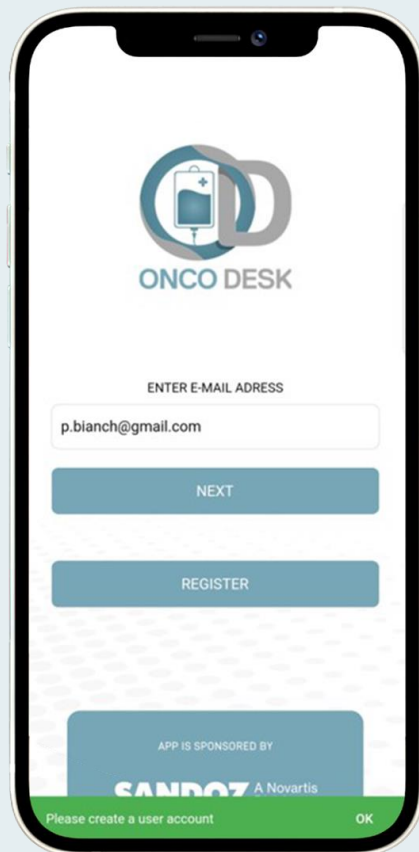 ONCO DESK
ENTER E-MAIL ADRESS
p.bianch@gmail.com
NEXT
REGISTER
APP IS SPONSORED BY
SANDOZ A Novartis
Please create a user account OK